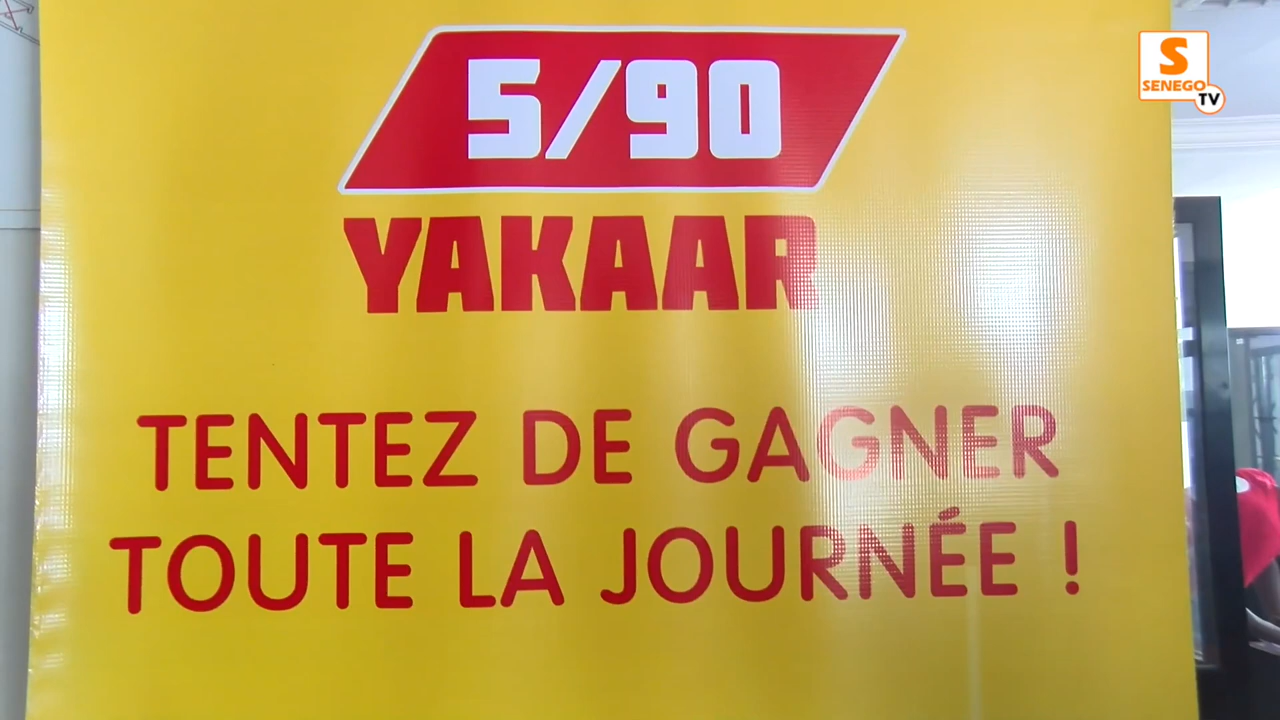 5/90
YAKAAR
TENTEZ DE GAGNER
TOUTE LA JOURNÉE !
S
SENEGO
TV